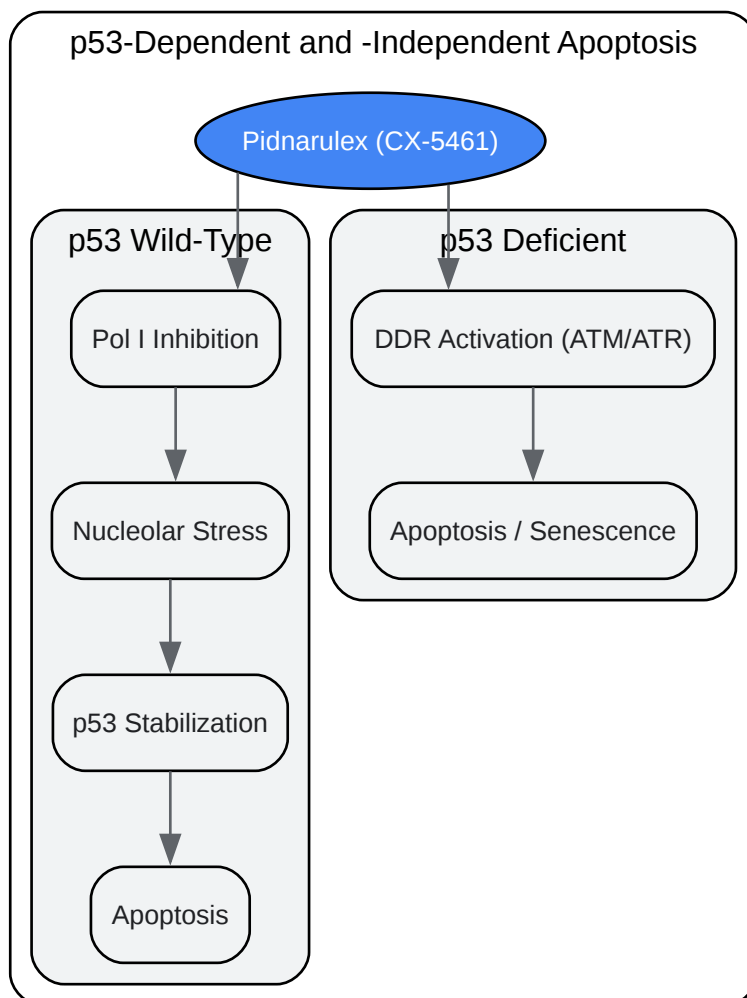 p53-Dependent and -Independent Apoptosis
Pidnarulex (CX-5461)
p53 Wild-Type
Pol I Inhibition
Nucleolar Stress
p53 Stabilization
Apoptosis
p53 Deficient
DDR Activation (ATM/ATR)
Apoptosis / Senescence